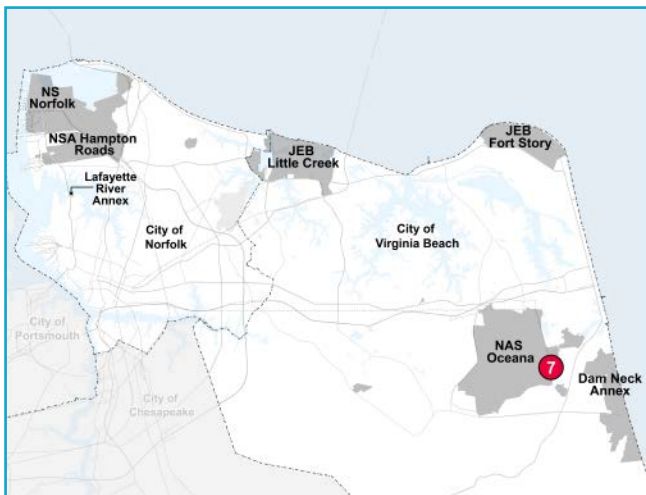 NS
Norfolk
NSA Hampton
Roads
Lafayette
River
Annex
City of
Norfolk
JEB
Little Creek
JEB
Fort Story
City of
Virginia Beach
City of
Portsmouth
City of
Chesapeake
NAS
Oceana
7
Dam Neck
Annex